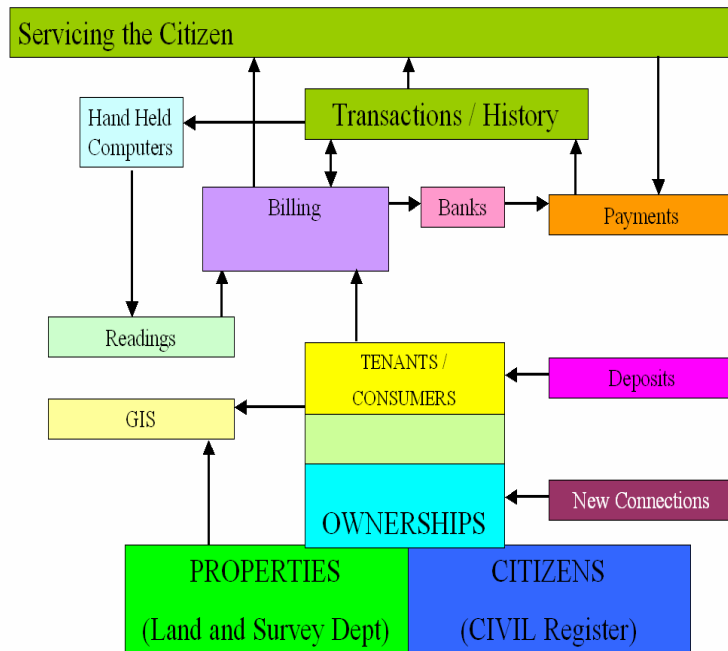 Servicing the Citizen
Hand Held
Computers
Transactions / History
Billing
Banks
Payments
Readings
TENANTS /
CONSUMERS
Deposits
GIS
OWNERSHIPS
New Connections
PROPERTIES
(Land and Survey Dept)
CITIZENS
(CIVIL Register)